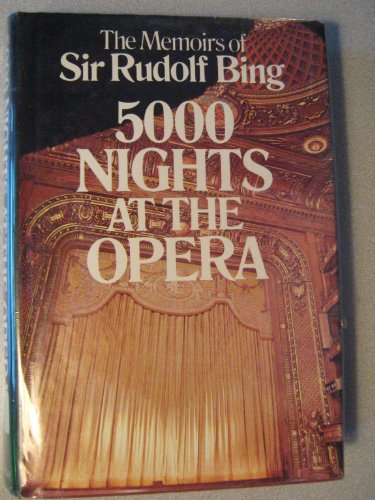 The Memoirs of
Sir Rudolf Bing
5000
NIGHTS
AT THE
OPERA